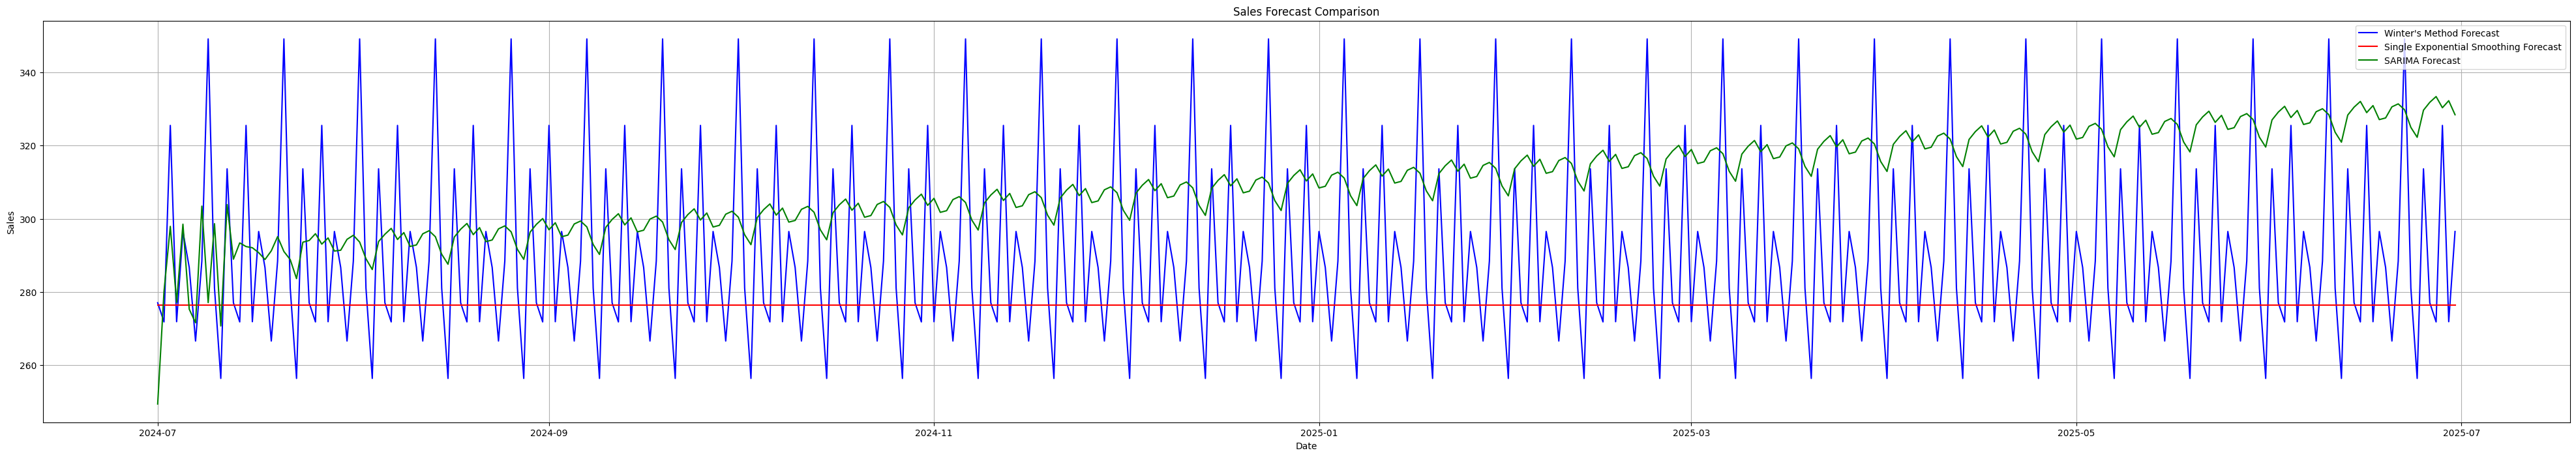 Sales Forecast Comparison
Winter's Method Forecast
Single Exponential Smoothing Forecast
SARIMA Forecast
Sales
340
320
300
280
260
2024-07
2024-09
2024-11
2025-01
2025-03
2025-05
2025-07
Date